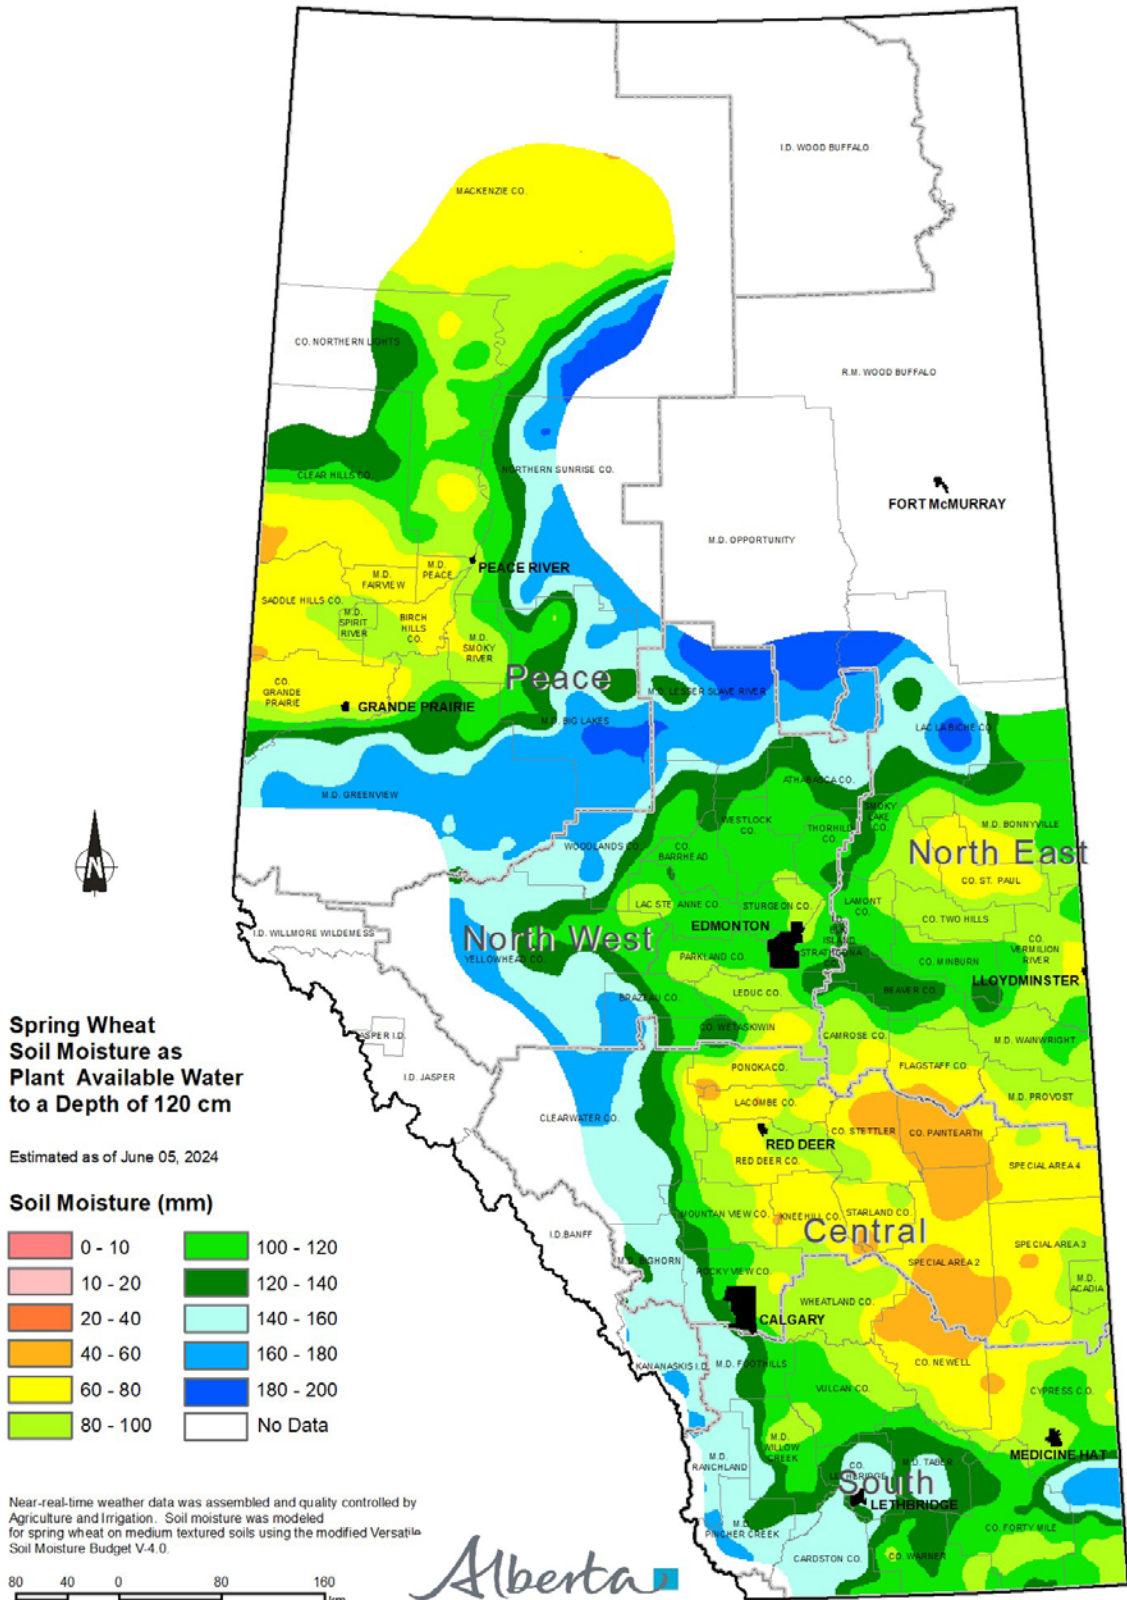 I.D. WOOD BUFFALO
MACKENZIE CO.
CO. NORTHERN LIGHTS
R.M. WOOD BUFFALO
CLEAR HILLS CO.
NORTHERN SUNRISE CO.
FORT McMURRAY
M.D. OPPORTUNITY
PEACE RIVER
M.D.
PEACE
M.D.
FAIRVIEW
SADDLE HILLS CO.
M.D.
SPIRIT
RIVER
BIRCH
HILLS
CO.
M.D.
SMOKY
RIVER
Peace
CO.
GRANDE
PRAIRIE
GRANDE PRAIRIE
M.D. LESSER SLAVE RIVER
M.D. BIG LAKES
LAC LA BICHE CO.
M.D. GREENVIEW
ATHABASCA CO.
SMOKY
LAKE
CO.
WESTLOCK
CO.
THORHILD
CO.
M.D. BONNYVILLE
WOODLANDS CO.
CO.
BARRHEAD
North East
CO. ST. PAUL
LAC STE ANNE CO.
STURGEON CO.
LAMONT
CO.
CO. TWO HILLS
N
EDMONTON
I.D. WILLMORE WILDERNESS
North West
YELLOWHEAD CO.
PARKLAND CO.
ISLAND
STRATHCONA
CO.
CO. MINBURN
CO.
VERMILION
RIVER
LLOYDMINSTER
BRAZEAU CO.
LEDUC CO.
BEAVER CO.
CO. WETASKIWIN
CAMROSE CO.
M.D. WAINWRIGHT
Spring Wheat
Soil Moisture as
Plant Available Water
to a Depth of 120 cm
JASPER I.D.
I.D. JASPER
PONOKA CO.
FLAGSTAFF CO.
M.D. PROVOST
CLEARWATER CO.
LACOMBE CO.
CO. STETTLER
CO. PAINTEARTH
RED DEER
RED DEER CO.
SPECIAL AREA 4
Estimated as of June 05, 2024
Soil Moisture (mm)
0 - 10
10 - 20
20 - 40
40 - 60
60 - 80
80 - 100
100 - 120
120 - 140
140 - 160
160 - 180
180 - 200
No Data
MOUNTAN VIEW CO.
KNEEHILL CO.
STARLAND CO.
Central
I.D. BANFF
M.D. BIGHORN
ROCKY VIEW CO.
SPECIAL AREA 2
SPECIAL AREA 3
M.D.
ACADIA
WHEATLAND CO.
CALGARY
KANANASKIS I.D.
M.D. FOOTHILLS
CO. NEWELL
VULCAN CO.
CYPRESS CO.
M.D.
WILLOW
CREEK
MEDICINE HAT
M.D.
RANCHLAND
CO.
LETHBRIDGE
M.D. TABER
South
LETHBRIDGE
M.D.
PINCHER CREEK
CO. FORTY MILE
CARDSTON CO.
CO. WARNER
Near-real-time weather data was assembled and quality controlled by
Agriculture and Irrigation. Soil moisture was modeled
for spring wheat on medium textured soils using the modified Versatile
Soil Moisture Budget V-4.0.
80 40 0 80 160
km
Alberta